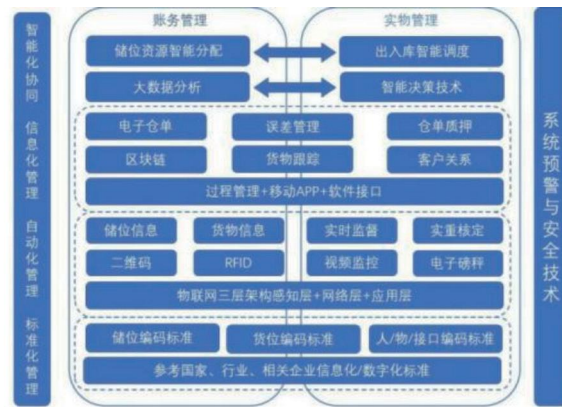 账务管理
实物管理
智能化协同
储位资源智能分配
出入库智能调度
大数据分析
智能决策技术
信息化管理
电子仓单
误差管理
仓单质押
区块链
货物跟踪
客户关系
过程管理+移动APP+软件接口
自动化管理
储位信息
货物信息
实时监督
实重核定
二维码
RFID
视频监控
电子磅秤
物联网三层架构感知层+网络层+应用层
标准化管理
储位编码标准
货位编码标准
人/物/接口编码标准
参考国家、行业、相关企业信息化/数字化标准
系统预警与安全技术